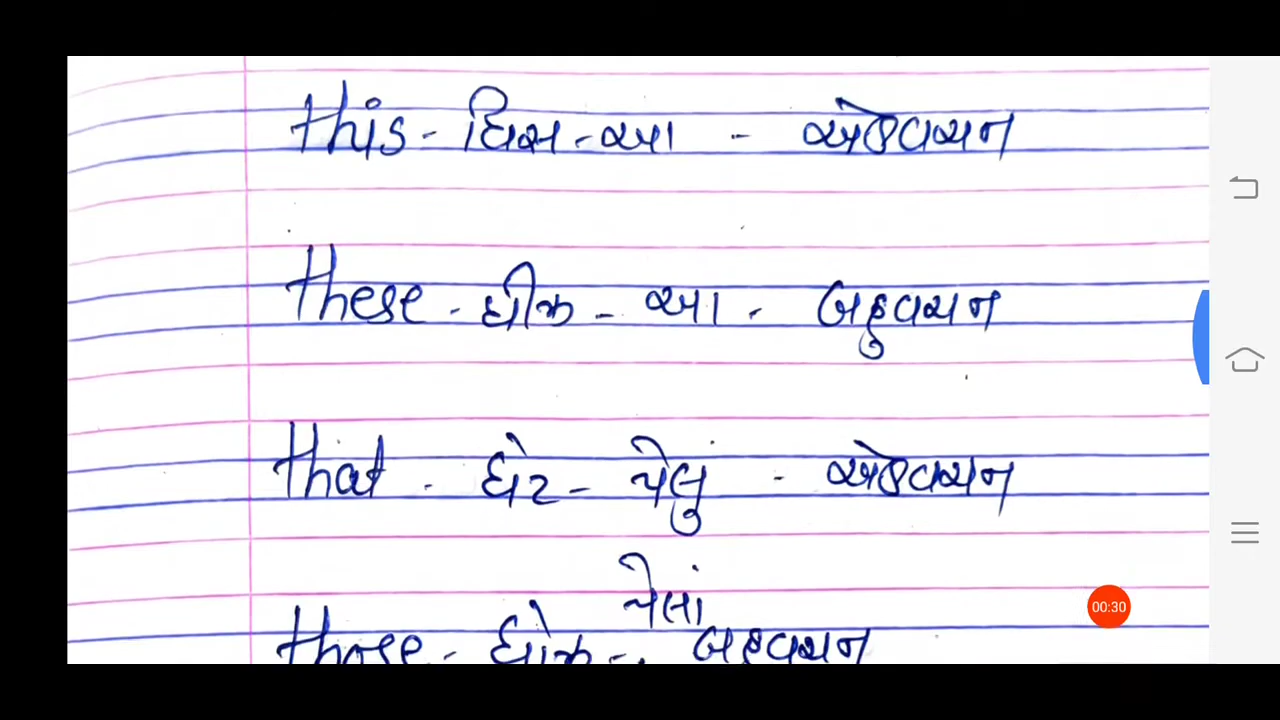 this - ધિસ - આ - એકવચન
these - ધીઝ - આ - બહુવચન
that - ધેટ - પેલું - એકવચન
પેલાં
those - ધોઝ - બહુવચન
00:30